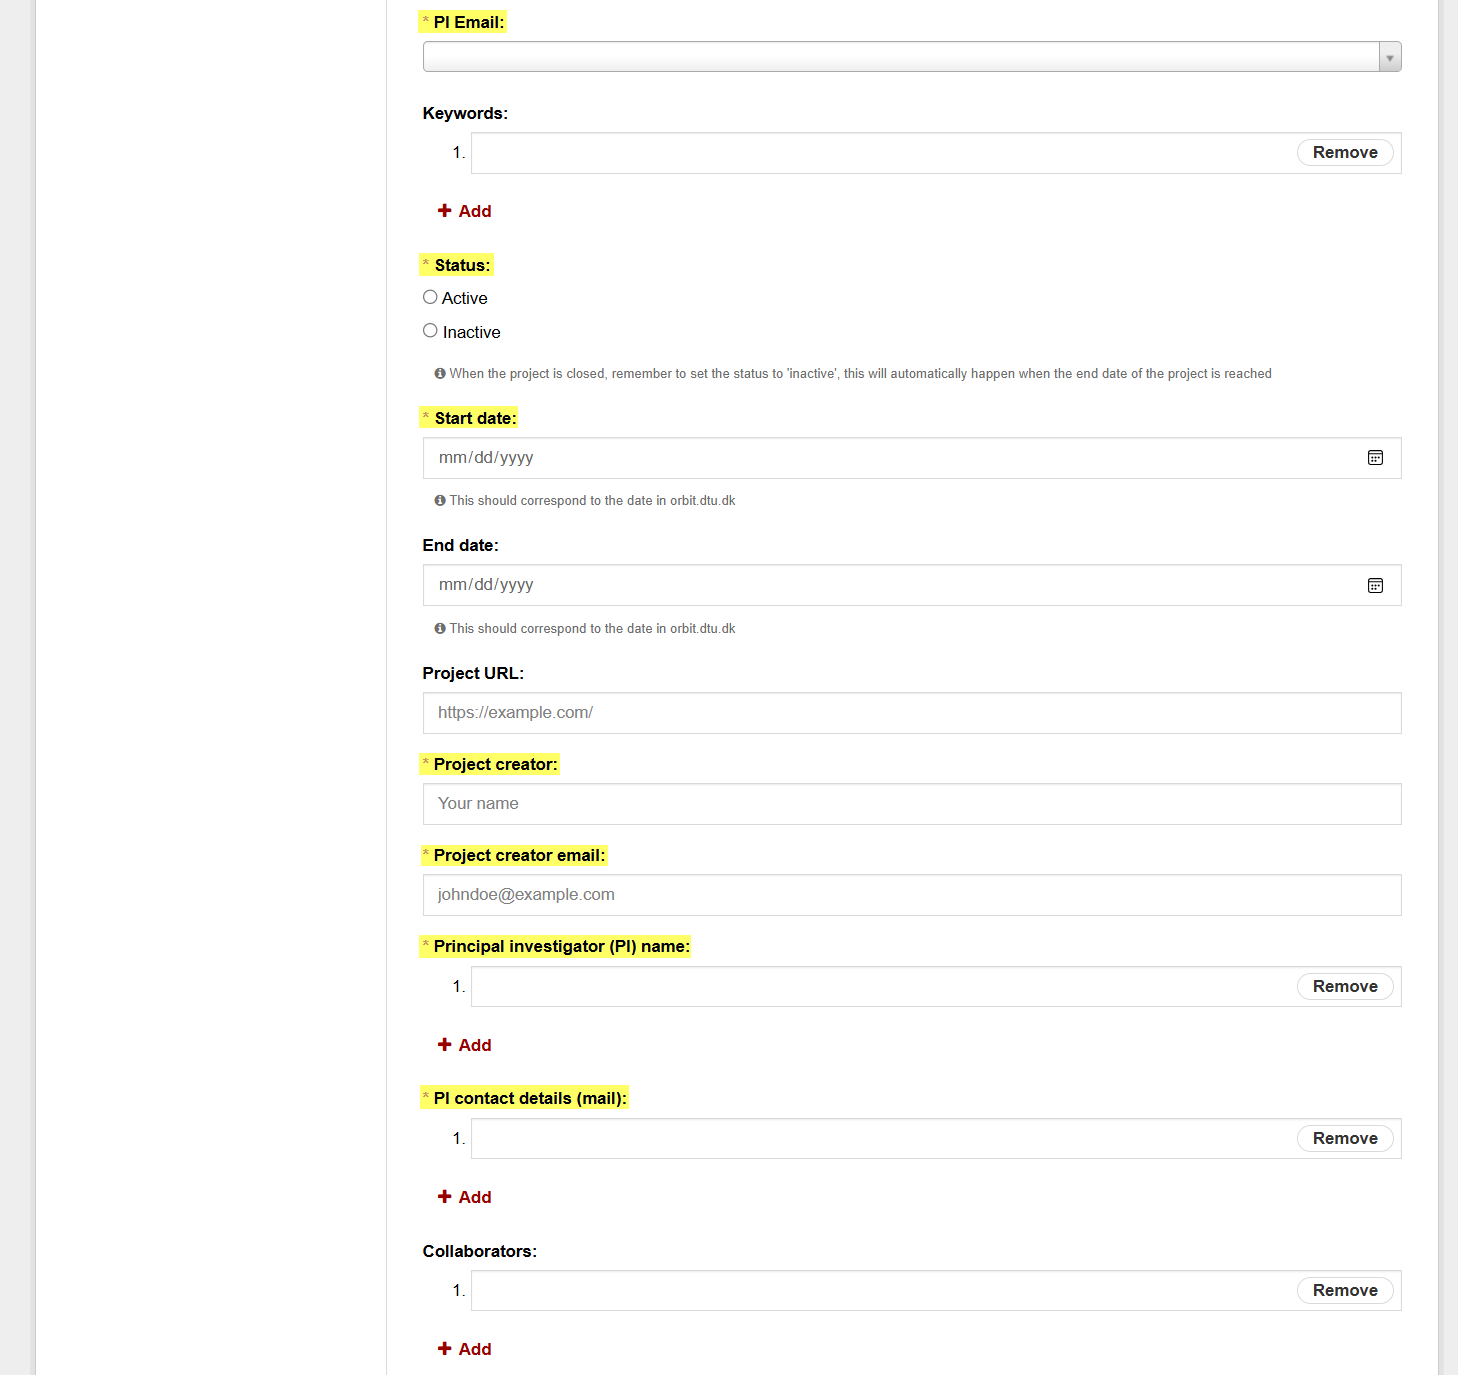 * PI Email:
Keywords:
1.
Remove
+ Add
* Status:
Active
Inactive
When the project is closed, remember to set the status to 'inactive', this will automatically happen when the end date of the project is reached
* Start date:
mm/dd/yyyy
This should correspond to the date in orbit.dtu.dk
End date:
mm/dd/yyyy
This should correspond to the date in orbit.dtu.dk
Project URL:
https://example.com/
* Project creator:
Your name
* Project creator email:
johndoe@example.com
* Principal investigator (PI) name:
1.
Remove
+ Add
* PI contact details (mail):
1.
Remove
+ Add
Collaborators:
1.
Remove
+ Add